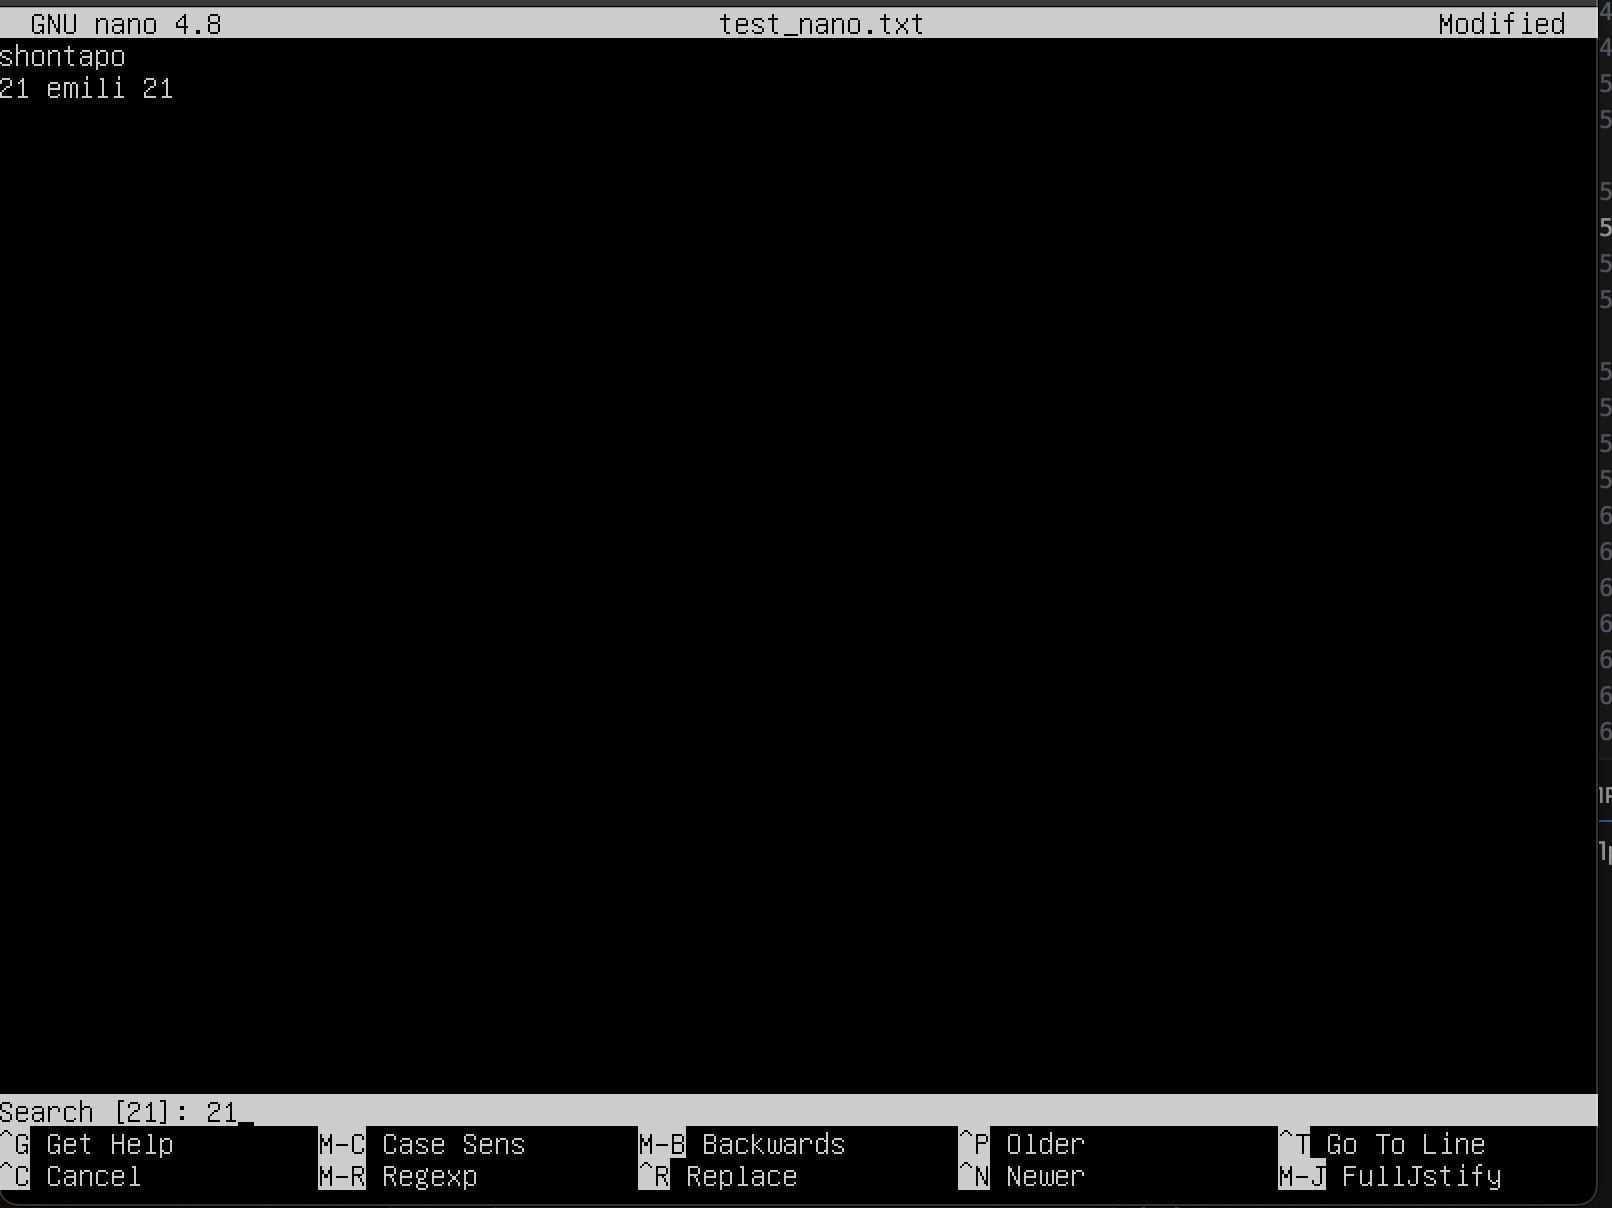 GNU nano 4.8 test_nano.txt Modified
shontapo
21 emili 21
Search [21]: 21
^G Get Help M-C Case Sens M-B Backwards ^P Older ^T Go To Line
^C Cancel M-R Regexp ^R Replace ^N Newer M-J FullJstify